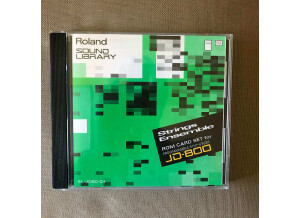 Roland
SOUND
LIBRARY
Strings
Ensemble
ROM CARD SET for
JD-800